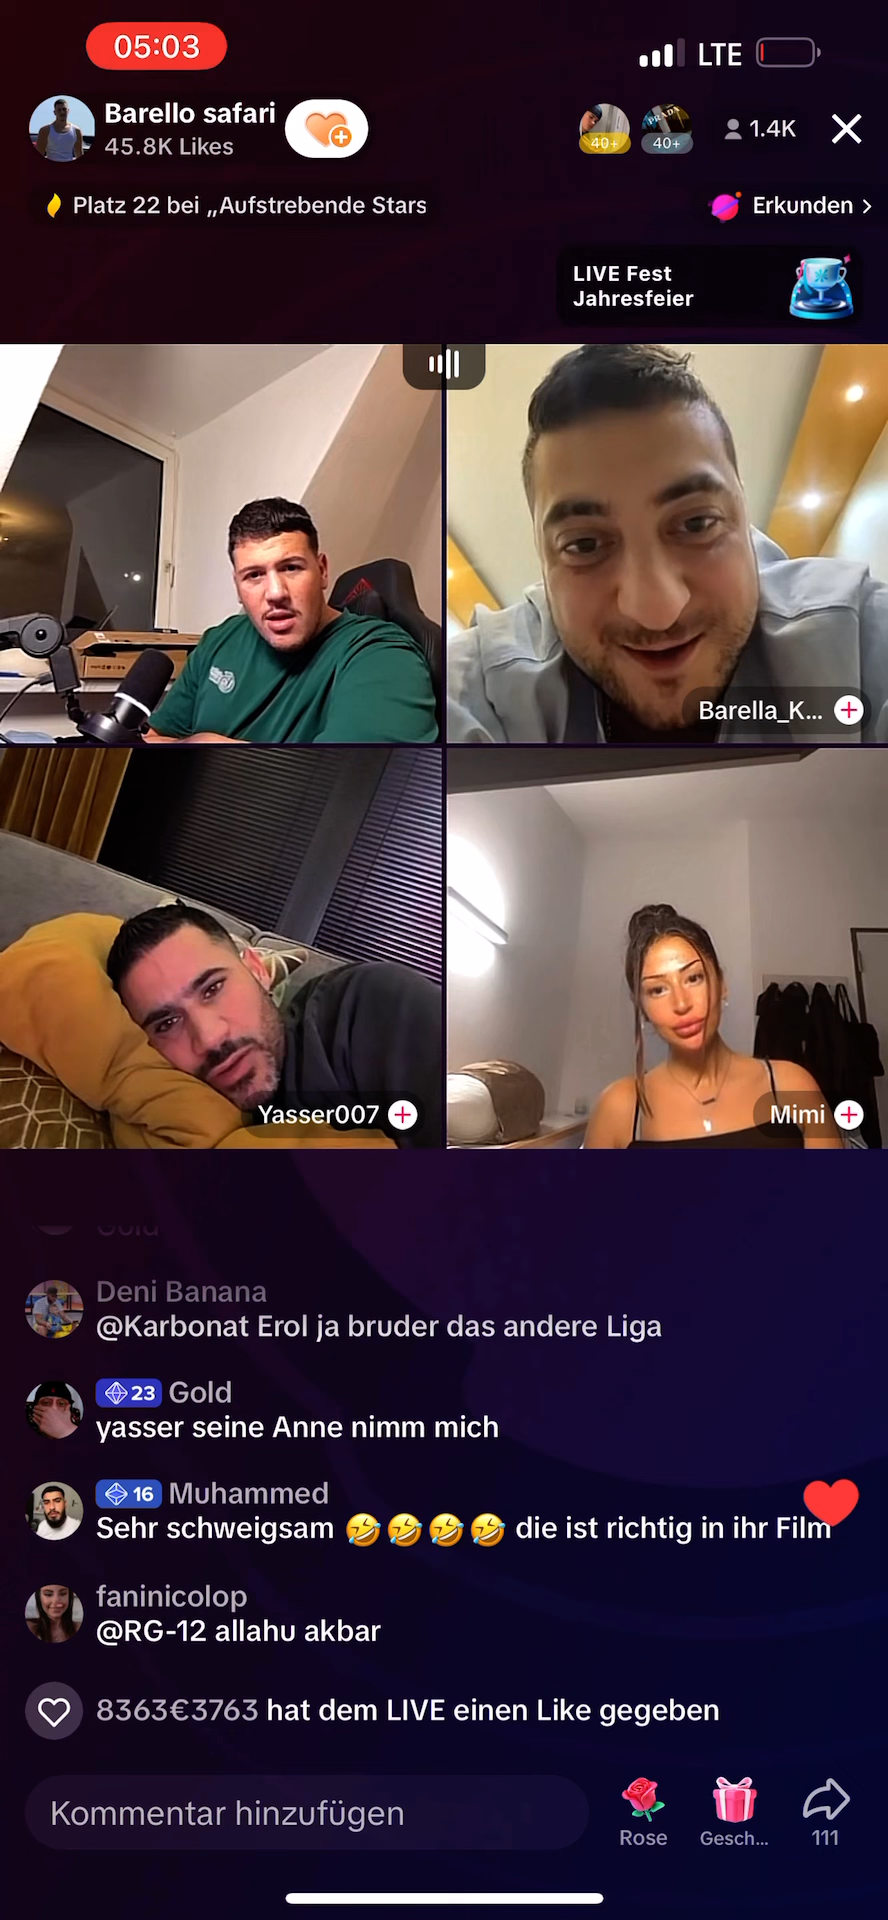 05:03
LTE
Barello safari
45.8K Likes
40+
40+
1.4K
Platz 22 bei „Aufstrebende Stars
Erkunden >
LIVE Fest
Jahresfeier
Barella_K...
Yasser007
Mimi
Gold
Deni Banana
@Karbonat Erol ja bruder das andere Liga
23 Gold
yasser seine Anne nimm mich
16 Muhammed
Sehr schweigsam 🤣🤣🤣🤣 die ist richtig in ihr Film
faninicolop
@RG-12 allahu akbar
8363€3763 hat dem LIVE einen Like gegeben
Kommentar hinzufügen
Rose
Gesch...
111